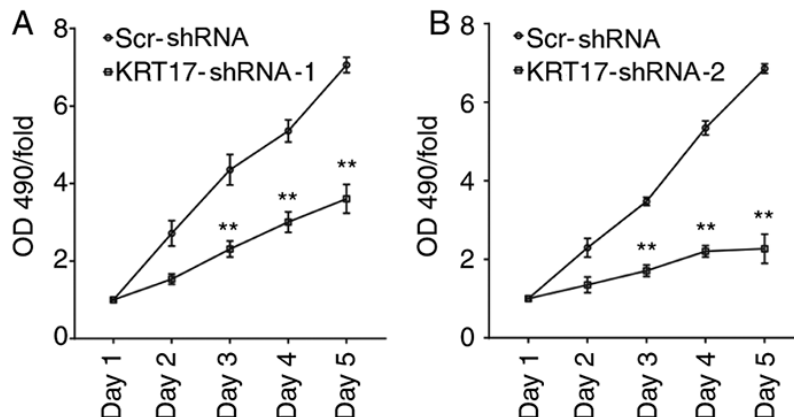 A
Scr-shRNA
KRT17-shRNA-1
OD 490/fold
8
6
4
2
0
**
**
**
Day 1
Day 2
Day 3
Day 4
Day 5
B
Scr-shRNA
KRT17-shRNA-2
OD 490/fold
8
6
4
2
0
**
**
**
Day 1
Day 2
Day 3
Day 4
Day 5